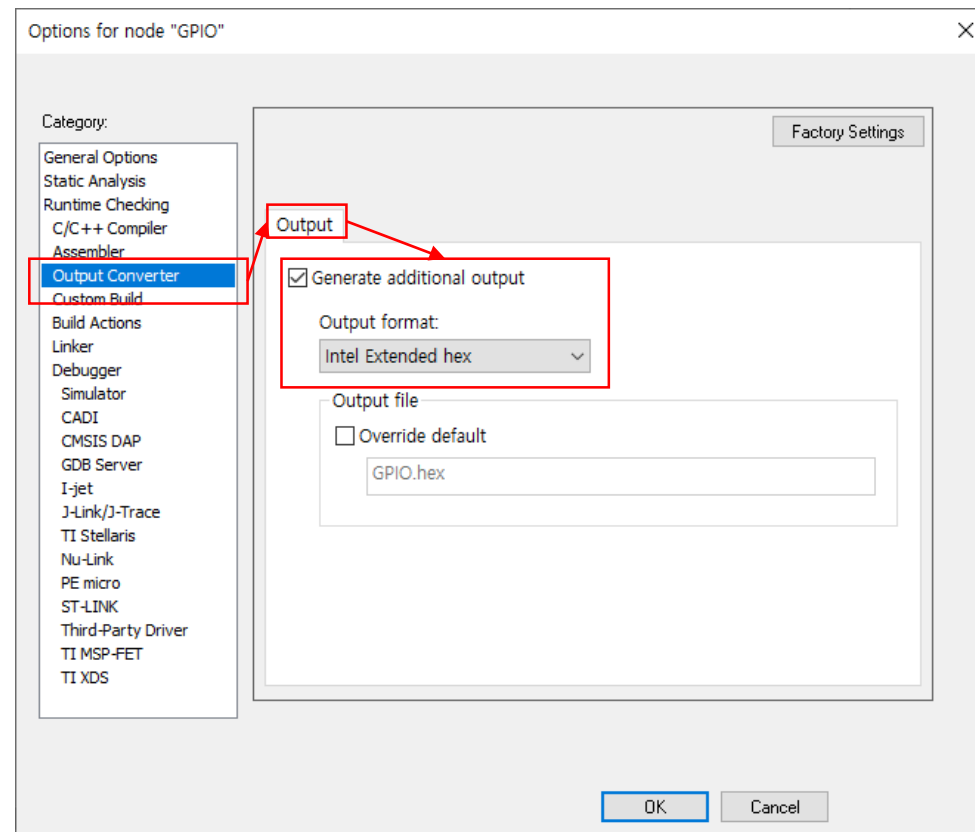 Options for node "GPIO"
Category:
Factory Settings
General Options
Static Analysis
Runtime Checking
C/C++ Compiler
Assembler
Output Converter
Custom Build
Build Actions
Linker
Debugger
Simulator
CADI
CMSIS DAP
GDB Server
I-jet
J-Link/J-Trace
TI Stellaris
Nu-Link
PE micro
ST-LINK
Third-Party Driver
TI MSP-FET
TI XDS
Output
Generate additional output
Output format:
Intel Extended hex
Output file
Override default
GPIO.hex
OK
Cancel